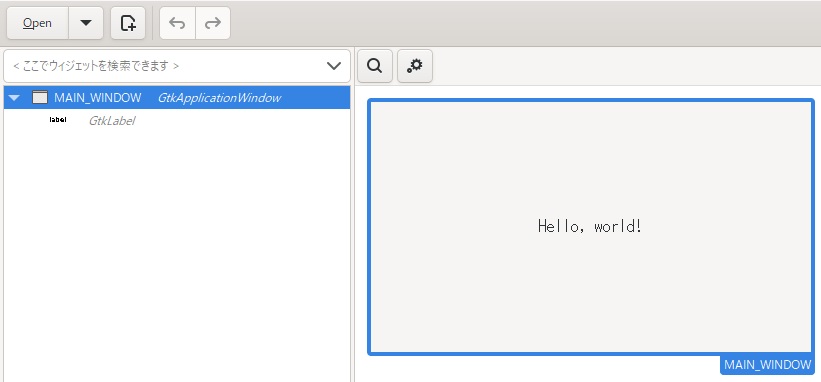 Open
< ここでウィジェットを検索できます >
MAIN_WINDOW GtkApplicationWindow
label GtkLabel
Hello, world!
MAIN_WINDOW